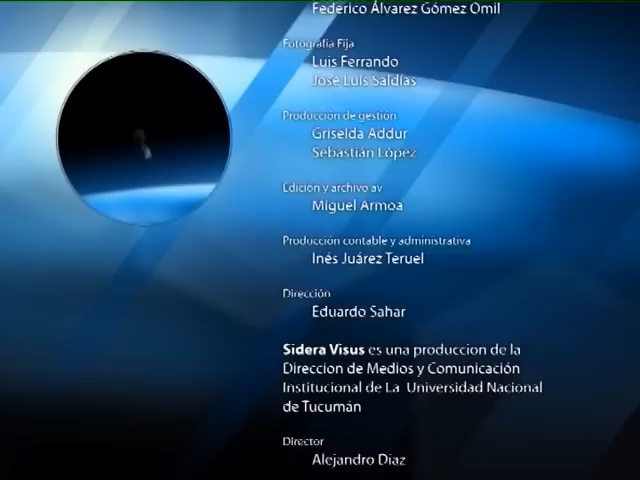 Federico Álvarez Gómez Omil
Fotografía Fija
Luis Ferrando
José Luis Saldías
Producción de gestión
Griselda Addur
Sebastián López
Edición y archivo av
Miguel Armoa
Producción contable y administrativa
Inés Juárez Teruel
Dirección
Eduardo Sahar
Sidera Visus es una produccion de la
Direccion de Medios y Comunicación
Institucional de La Universidad Nacional
de Tucumán
Director
Alejandro Díaz